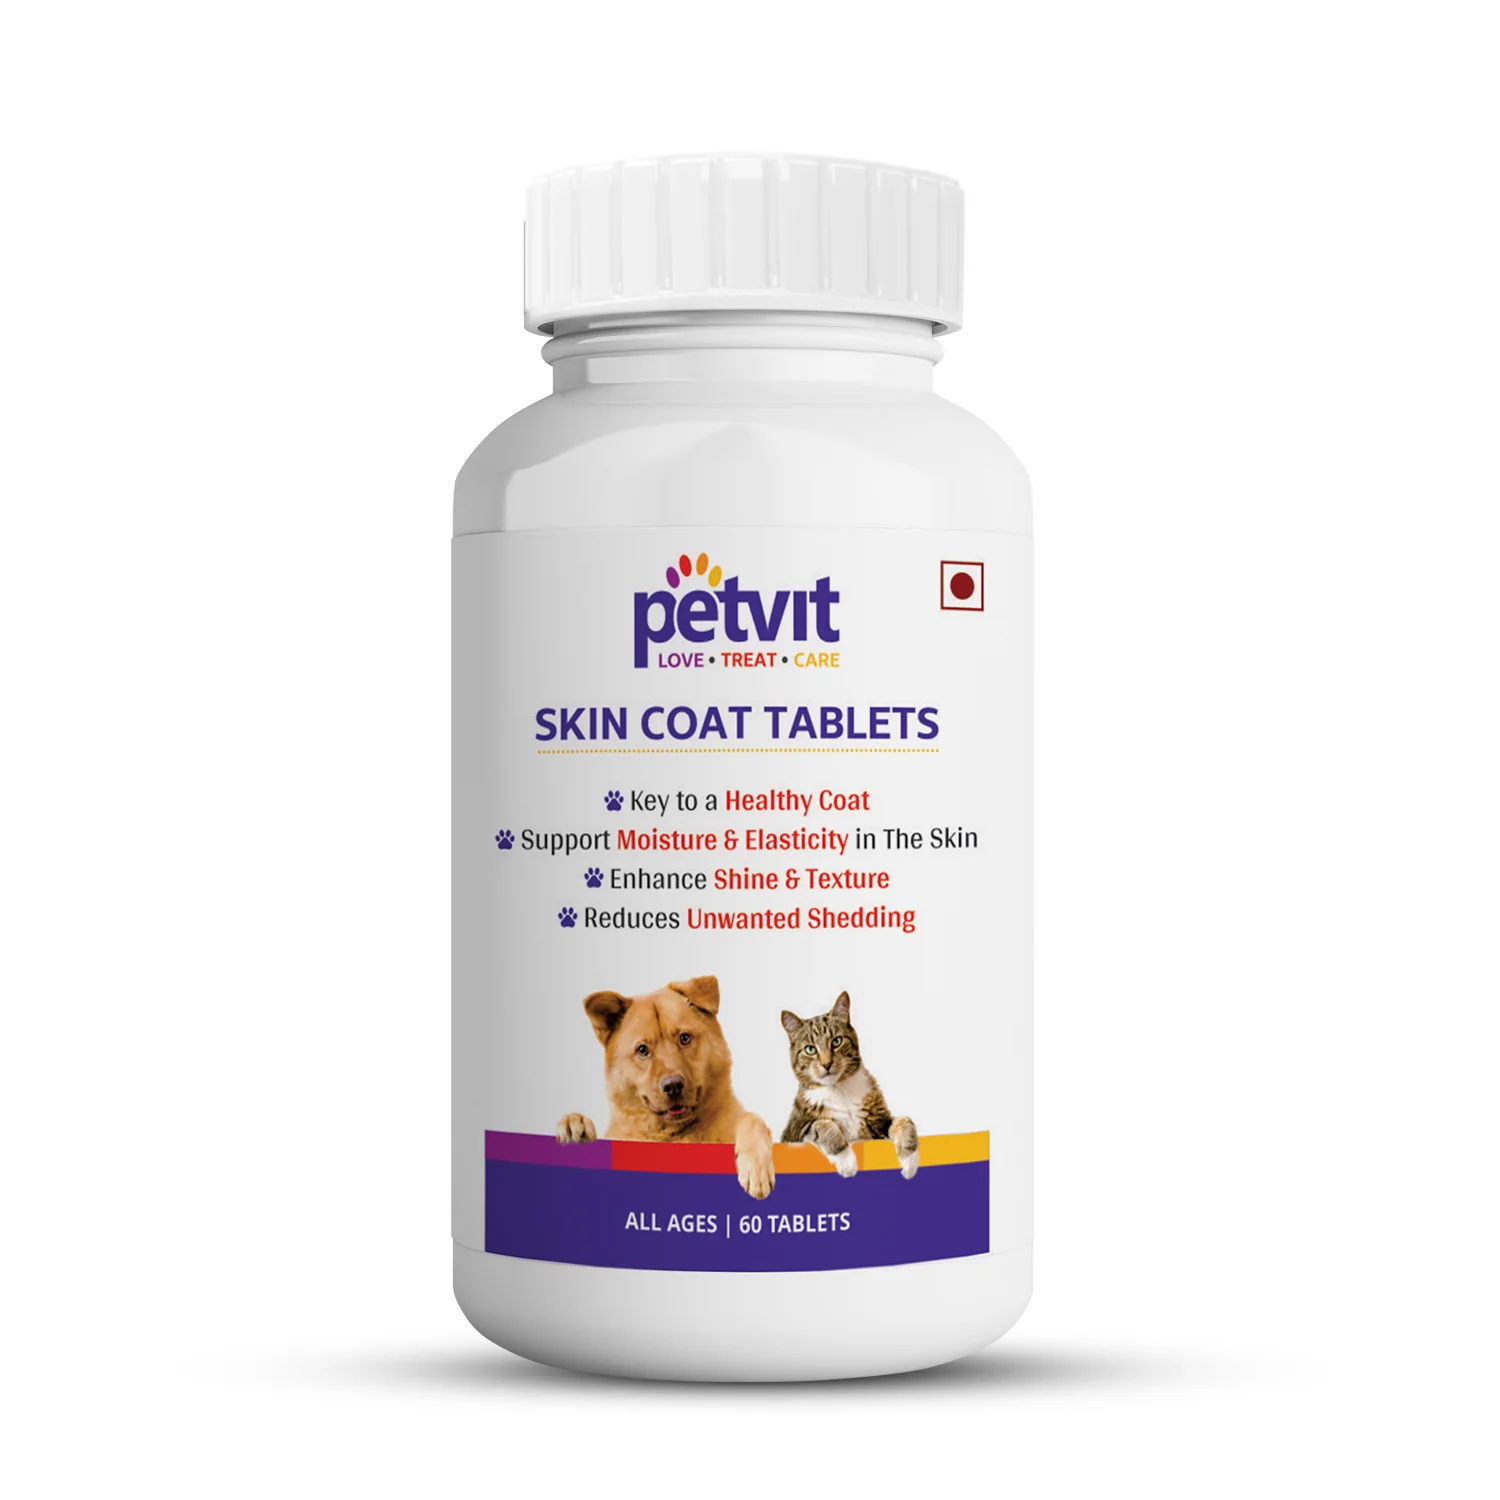 petvit
LOVE • TREAT • CARE
SKIN COAT TABLETS
Key to a Healthy Coat
Support Moisture & Elasticity in The Skin
Enhance Shine & Texture
Reduces Unwanted Shedding
ALL AGES | 60 TABLETS